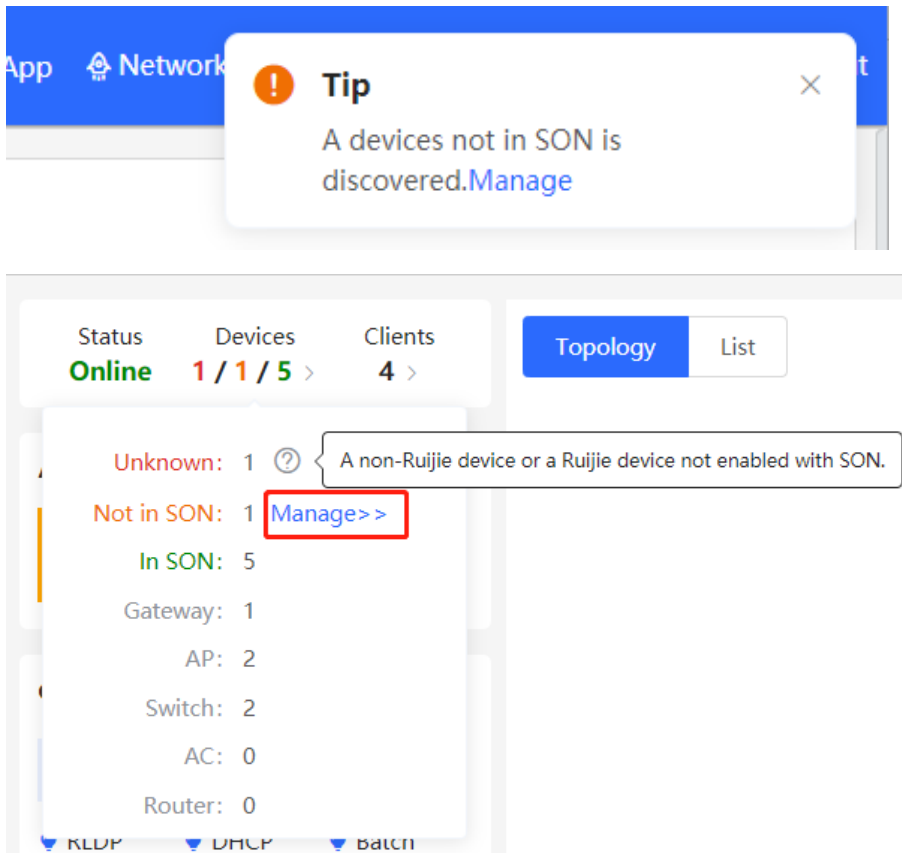 App Network t
Tip
A devices not in SON is
discovered.Manage
Status Devices Clients
Online 1 / 1 / 5 > 4 >
Topology List
Unknown: 1 ? A non-Ruijie device or a Ruijie device not enabled with SON.
Not in SON: 1 Manage>>
In SON: 5
Gateway: 1
AP: 2
Switch: 2
AC: 0
Router: 0
RLDP DHCP Batch